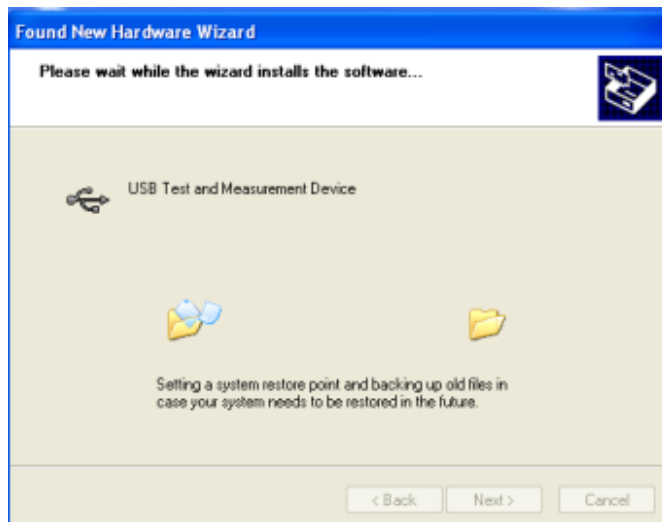 Found New Hardware Wizard
Please wait while the wizard installs the software...
USB Test and Measurement Device
Setting a system restore point and backing up old files in
case your system needs to be restored in the future.
< Back
Next >
Cancel